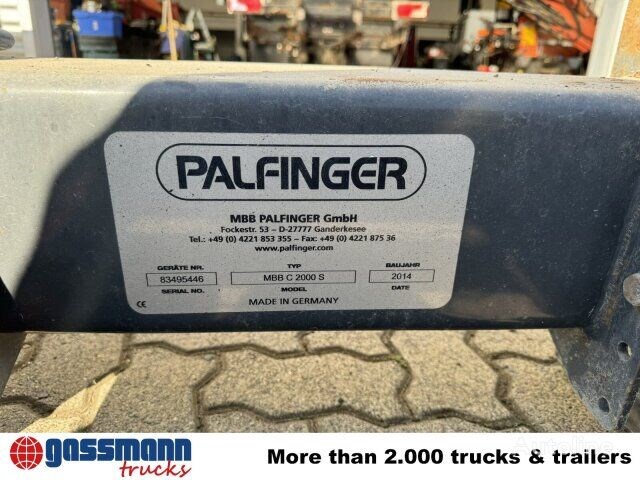 PALFINGER
MBB PALFINGER GmbH
Fockestr. 53 – D-27777 Ganderkesee
Tel.: +49 (0) 4221 853 355 – Fax: +49 (0) 4221 875 36
www.palfinger.com
GERÄTE NR. TYP BAUJAHR
83495446 MBB C 2000 S 2014
SERIAL NO. MODEL DATE
CE MADE IN GERMANY
Autoline
gassmann
trucks
More than 2.000 trucks & trailers